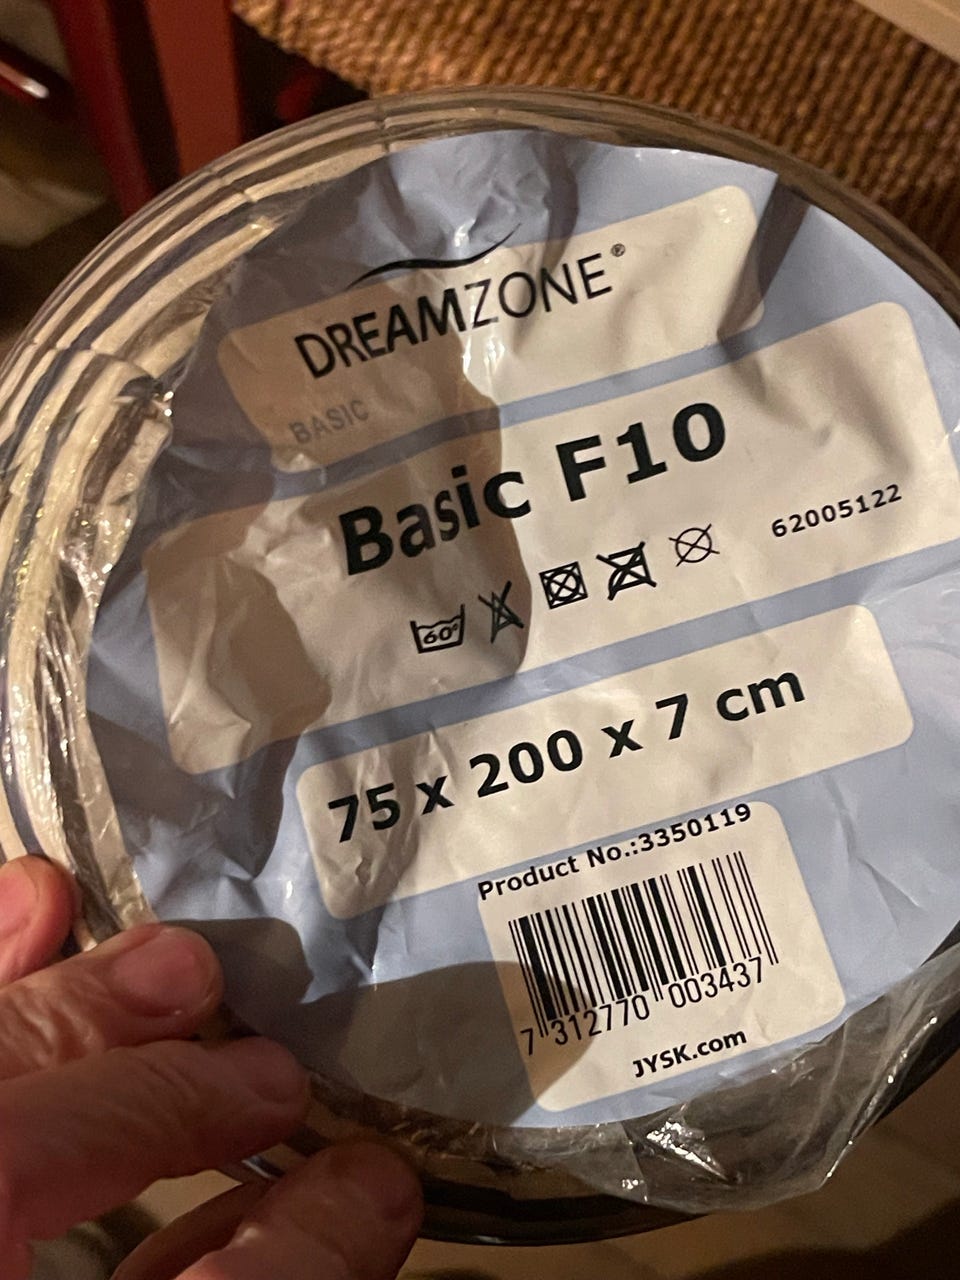 DREAMZONE®
BASIC
Basic F10
60°
62005122
75 x 200 x 7 cm
Product No.:3350119
7 312770 003437
JYSK.com